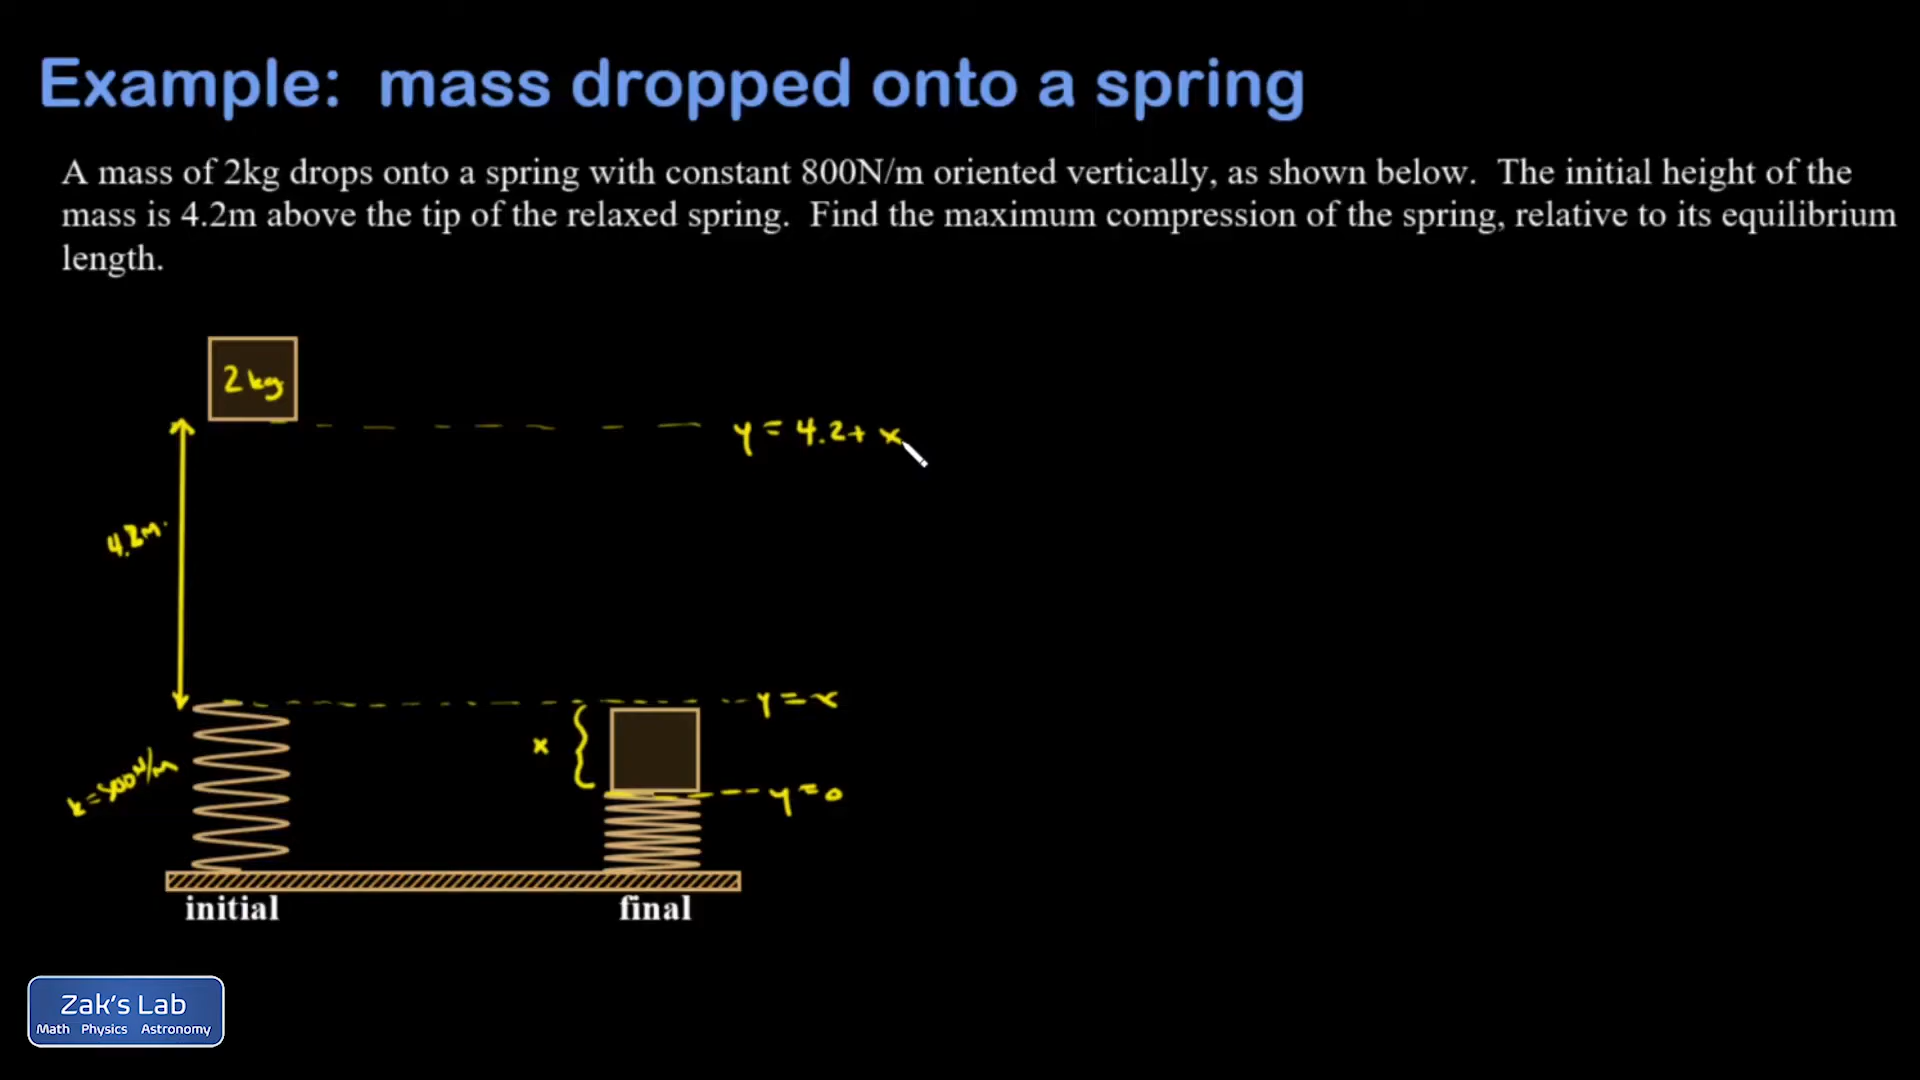 Example: mass dropped onto a spring
A mass of 2kg drops onto a spring with constant 800N/m oriented vertically, as shown below. The initial height of the
mass is 4.2m above the tip of the relaxed spring. Find the maximum compression of the spring, relative to its equilibrium
length.
2kg
y = 4.2+ x
4.2m.
y = x
x
k=800N/m
y = 0
initial
final
Zak's Lab
Math Physics Astronomy